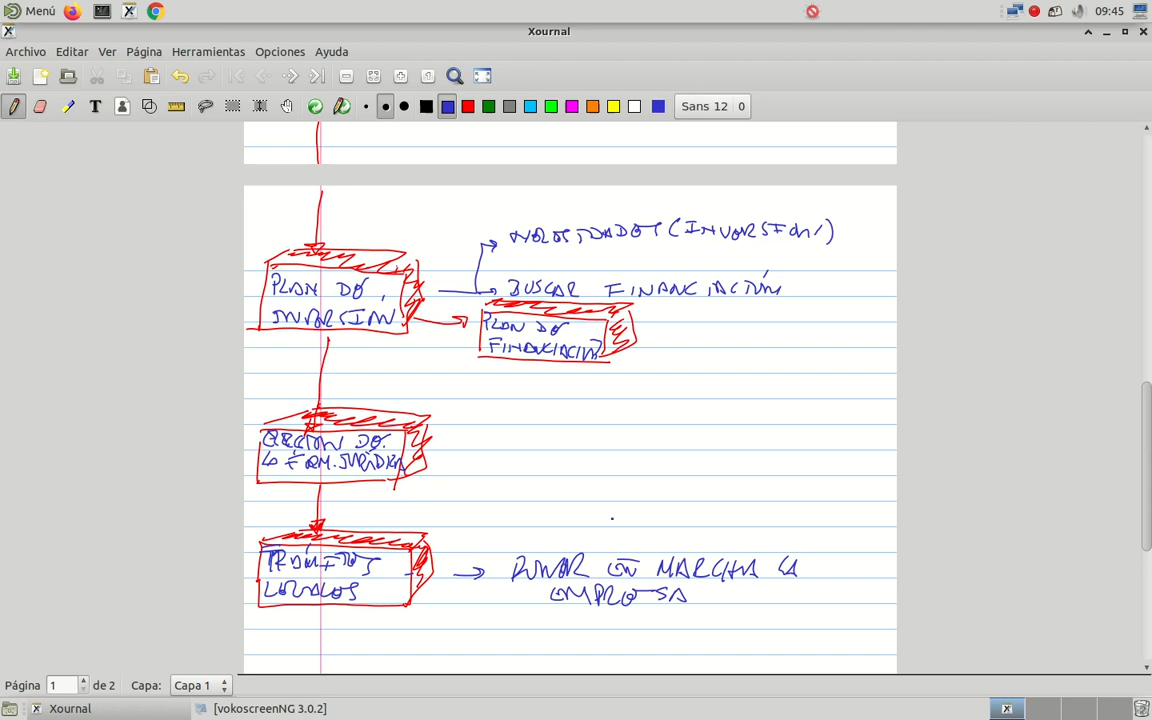 Menú
09:45
Xournal
Archivo Editar Ver Página Herramientas Opciones Ayuda
Sans 12 0
NECESIDADES (INVERSIÓN)
PLAN DE
INVERSIÓN
BUSCAR FINANCIACIÓN
PLAN DE
FINANCIACIÓN
ELECCIÓN DE
LA FORM. JURÍDICA
TRÁMITES
LEGALES
PONER EN MARCHA LA
EMPRESA
Página 1 de 2 Capa: Capa 1
Xournal [vokoscreenNG 3.0.2]